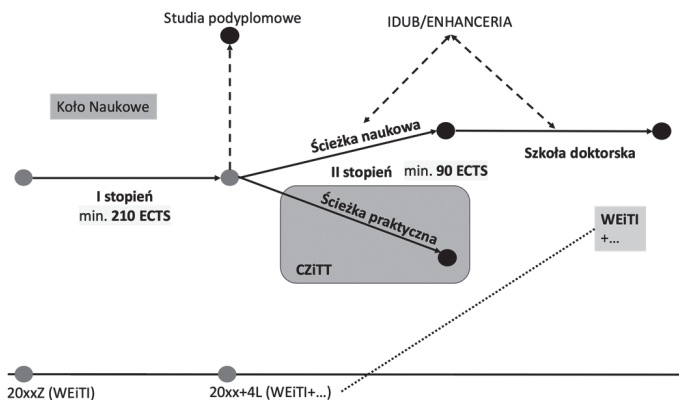 Studia podyplomowe
IDUB/ENHANCERIA
Koło Naukowe
Ścieżka naukowa
Szkoła doktorska
I stopień
min. 210 ECTS
II stopień min. 90 ECTS
Ścieżka praktyczna
CZiTT
WEiTI
+...
20xxZ (WEiTI)
20xx+4L (WEiTI+...)